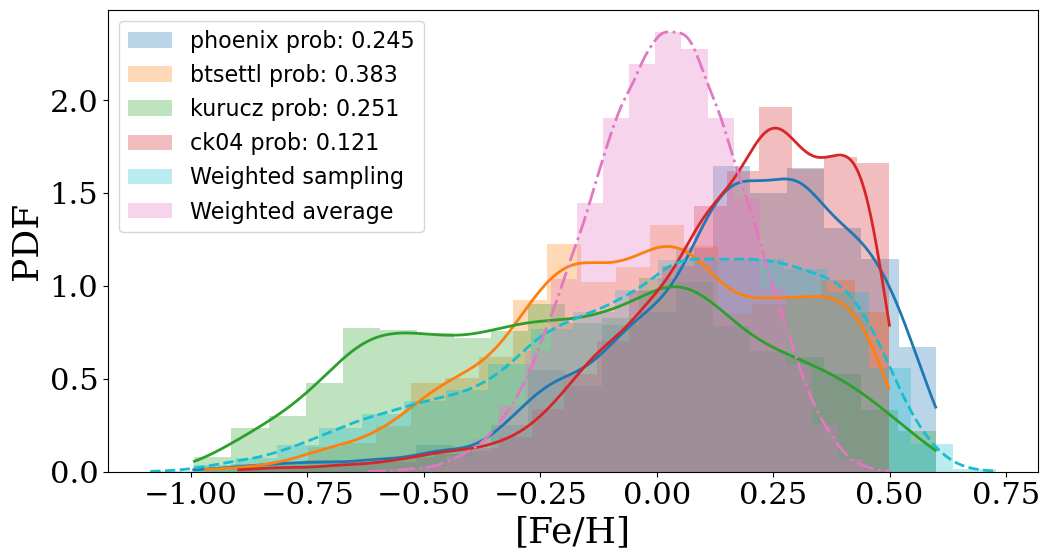 phoenix prob: 0.245
btsettl prob: 0.383
kurucz prob: 0.251
ck04 prob: 0.121
Weighted sampling
Weighted average
PDF
2.0
1.5
1.0
0.5
0.0
−1.00 −0.75 −0.50 −0.25 0.00 0.25 0.50 0.75
[Fe/H]